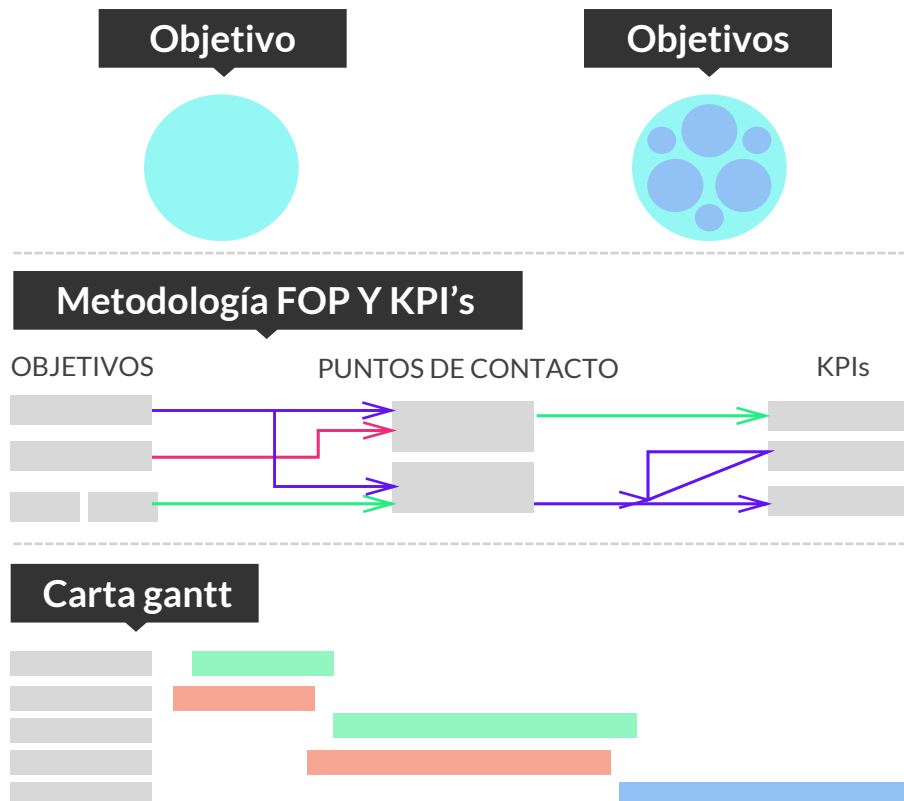 Objetivo
Objetivos
Metodología FOP Y KPI’s
OBJETIVOS
PUNTOS DE CONTACTO
KPIs
Carta gantt